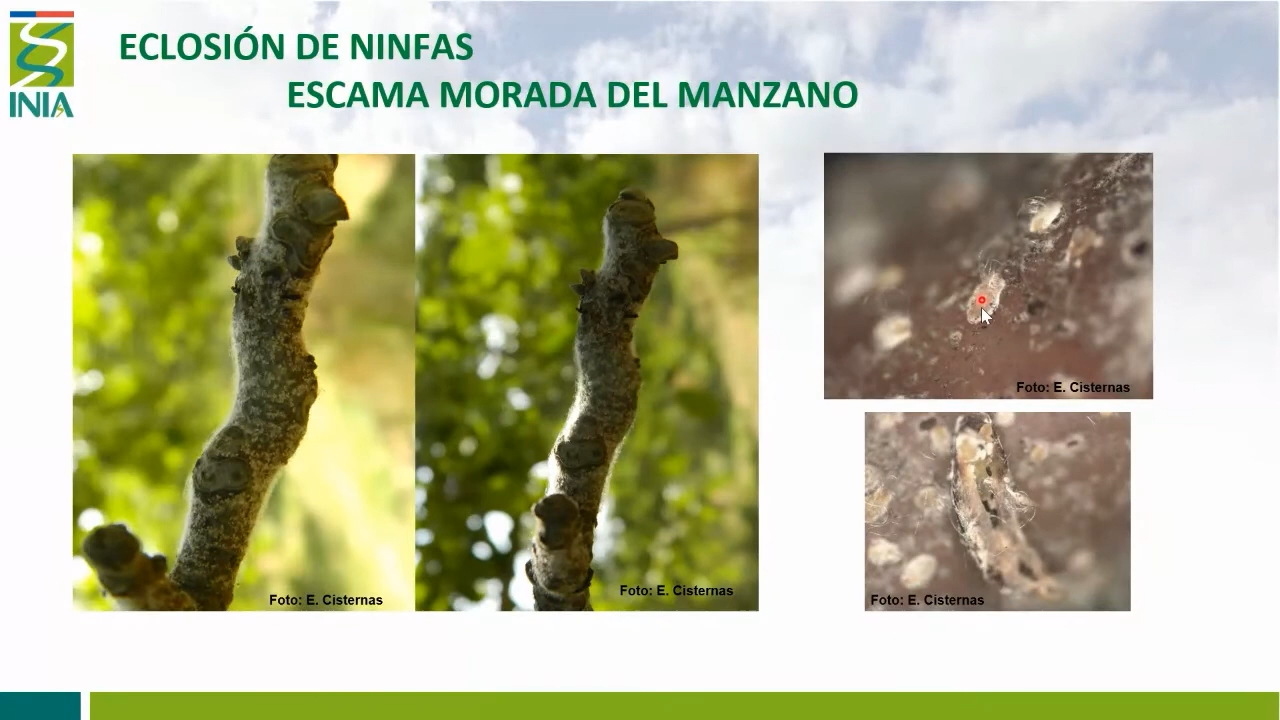 INIA
ECLOSIÓN DE NINFAS
ESCAMA MORADA DEL MANZANO
Foto: E. Cisternas
Foto: E. Cisternas
Foto: E. Cisternas
Foto: E. Cisternas